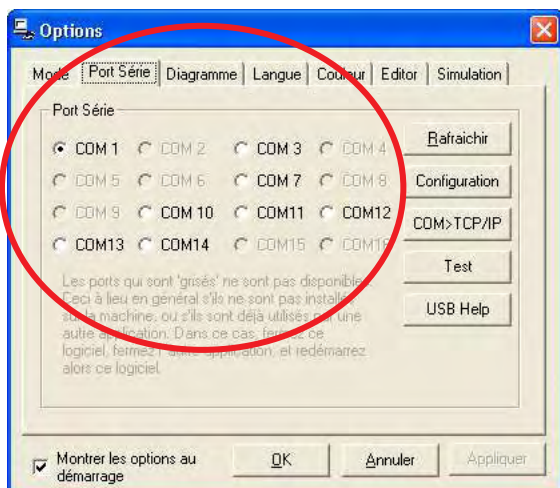 Options
Mode Port Série Diagramme Langue Couleur Editor Simulation
Port Série
COM 1 COM 2 COM 3 COM 4
COM 5 COM 6 COM 7 COM 8
COM 9 COM 10 COM11 COM12
COM13 COM14 COM15 COM16
Les ports qui sont 'grisés' ne sont pas disponibles.
Ceci à lieu en général s'ils ne sont pas installés
sur la machine, ou s'ils sont déjà utilisés par une
autre application. Dans ce cas, fermez ce
logiciel, fermez l'autre application, et redémarrez
alors ce logiciel.
Rafraichir
Configuration
COM>TCP/IP
Test
USB Help
Montrer les options au
démarrage
OK Annuler Appliquer